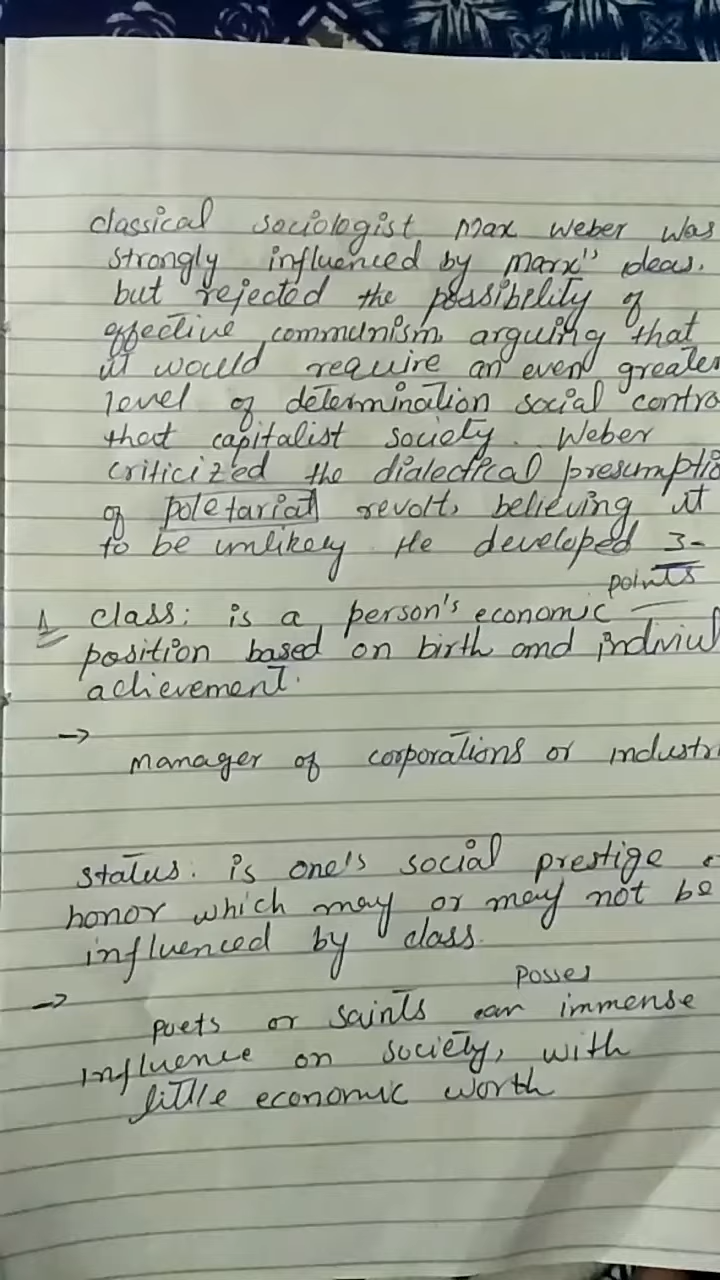 classical sociologist Max Weber was
strongly influenced by marx's ideas.
but rejected the possibility of
effective communism, arguing that
it would require an even greater
level of determination social contro
that capitalist society. Weber
criticized the dialectical presumptio
of poletariat revolt, believing it
to be unlikely. He developed 3-
points
1 class: is a person's economic
position based on birth and indiviu
achievement.
→ manager of corporations or industri
status: is one's social prestige
honor which may or may not be
influenced by class.
posses
→ poets or saints can immense
influence on society, with
little economic worth